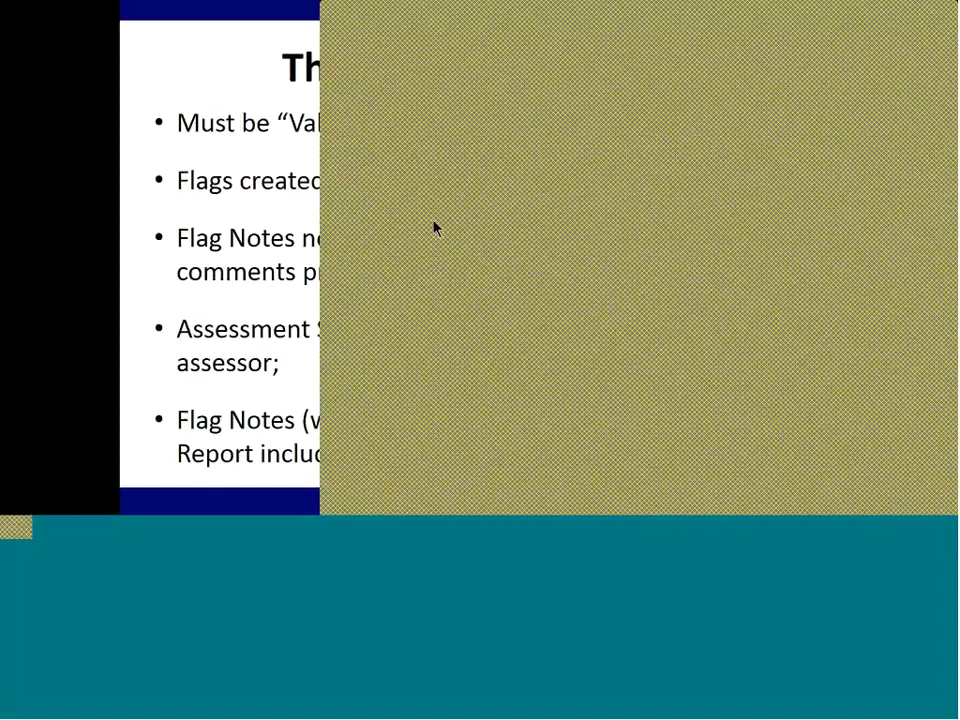 Th
• Must be “Val
• Flags created
• Flag Notes
comments
• Assessment
assessor;
• Flag Notes (
Report includ